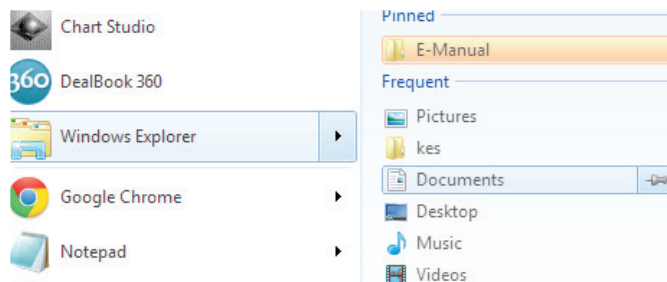 Chart Studio
360 DealBook 360
Windows Explorer
Google Chrome
Notepad
Pinned
E-Manual
Frequent
Pictures
kes
Documents
Desktop
Music
Videos